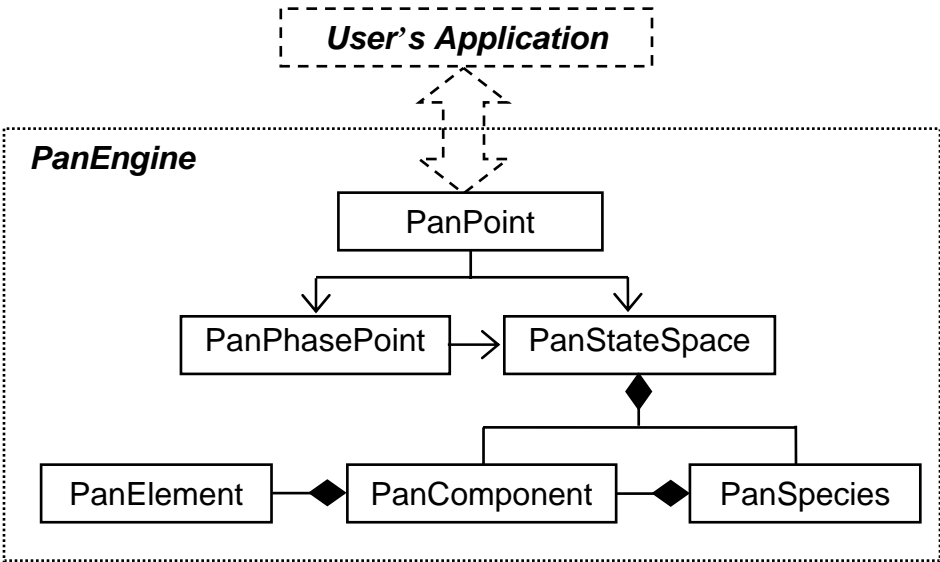 User’s Application
PanEngine
PanPoint
PanPhasePoint
PanStateSpace
PanElement
PanComponent
PanSpecies